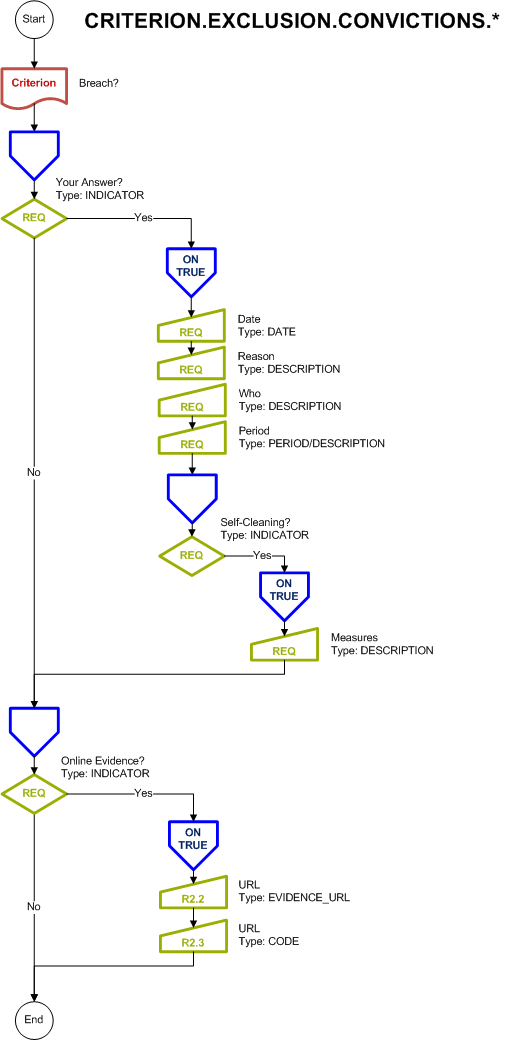 Start
CRITERION.EXCLUSION.CONVICTIONS.*
Criterion
Breach?
Your Answer?
Type: INDICATOR
REQ
Yes
ON
TRUE
Date
Type: DATE
REQ
Reason
Type: DESCRIPTION
REQ
Who
Type: DESCRIPTION
REQ
Period
Type: PERIOD/DESCRIPTION
REQ
No
Self-Cleaning?
Type: INDICATOR
REQ
Yes
ON
TRUE
Measures
Type: DESCRIPTION
REQ
Online Evidence?
Type: INDICATOR
REQ
Yes
ON
TRUE
URL
Type: EVIDENCE_URL
R2.2
No
URL
Type: CODE
R2.3
End